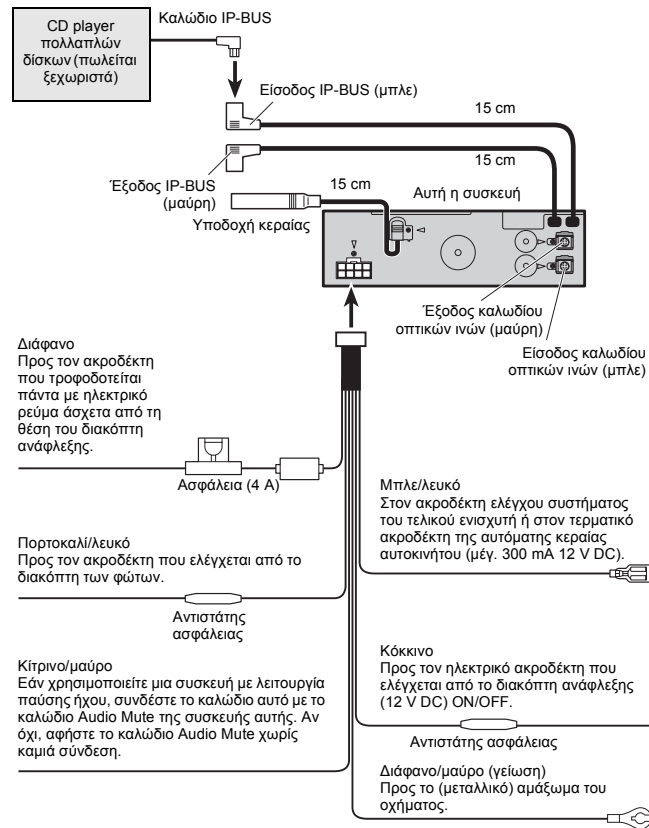 CD player
πολλαπλών
δίσκων (πωλείται
ξεχωριστά)
Καλώδιο IP-BUS
Είσοδος IP-BUS (μπλε)
15 cm
15 cm
Έξοδος IP-BUS
(μαύρη)
15 cm
Αυτή η συσκευή
Υποδοχή κεραίας
Έξοδος καλωδίου
οπτικών ινών (μαύρη)
Είσοδος καλωδίου
οπτικών ινών (μπλε)
Διάφανο
Προς τον ακροδέκτη
που τροφοδοτείται
πάντα με ηλεκτρικό
ρεύμα άσχετα από τη
θέση του διακόπτη
ανάφλεξης.
Ασφάλεια (4 A)
Μπλε/λευκό
Στον ακροδέκτη ελέγχου συστήματος
του τελικού ενισχυτή ή στον τερματικό
ακροδέκτη της αυτόματης κεραίας
αυτοκινήτου (μέγ. 300 mA 12 V DC).
Πορτοκαλί/λευκό
Προς τον ακροδέκτη που ελέγχεται από το
διακόπτη των φώτων.
Αντιστάτης
ασφάλειας
Κίτρινο/μαύρο
Εάν χρησιμοποιείτε μια συσκευή με λειτουργία
παύσης ήχου, συνδέστε το καλώδιο αυτό με το
καλώδιο Audio Mute της συσκευής αυτής. Αν
όχι, αφήστε το καλώδιο Audio Mute χωρίς
καμιά σύνδεση.
Κόκκινο
Προς τον ηλεκτρικό ακροδέκτη που
ελέγχεται από το διακόπτη ανάφλεξης
(12 V DC) ON/OFF.
Αντιστάτης ασφάλειας
Διάφανο/μαύρο (γείωση)
Προς το (μεταλλικό) αμάξωμα του
οχήματος.